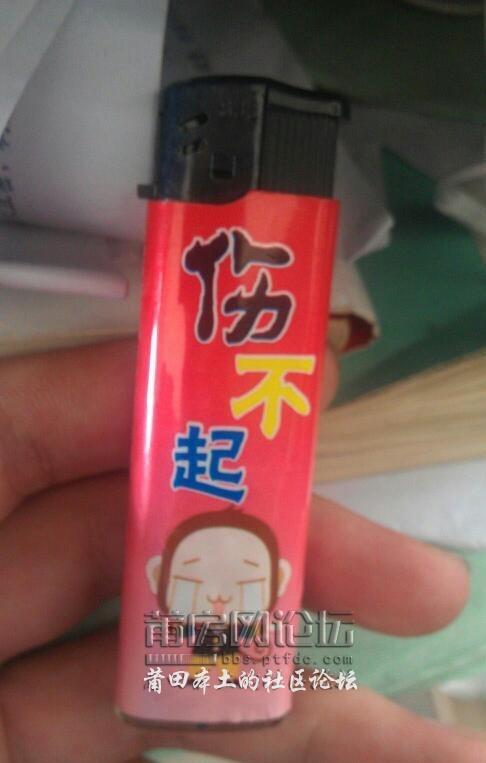 伤
不
起
莆房网论坛
bbs.ptfdc.com
莆田本土的社区论坛